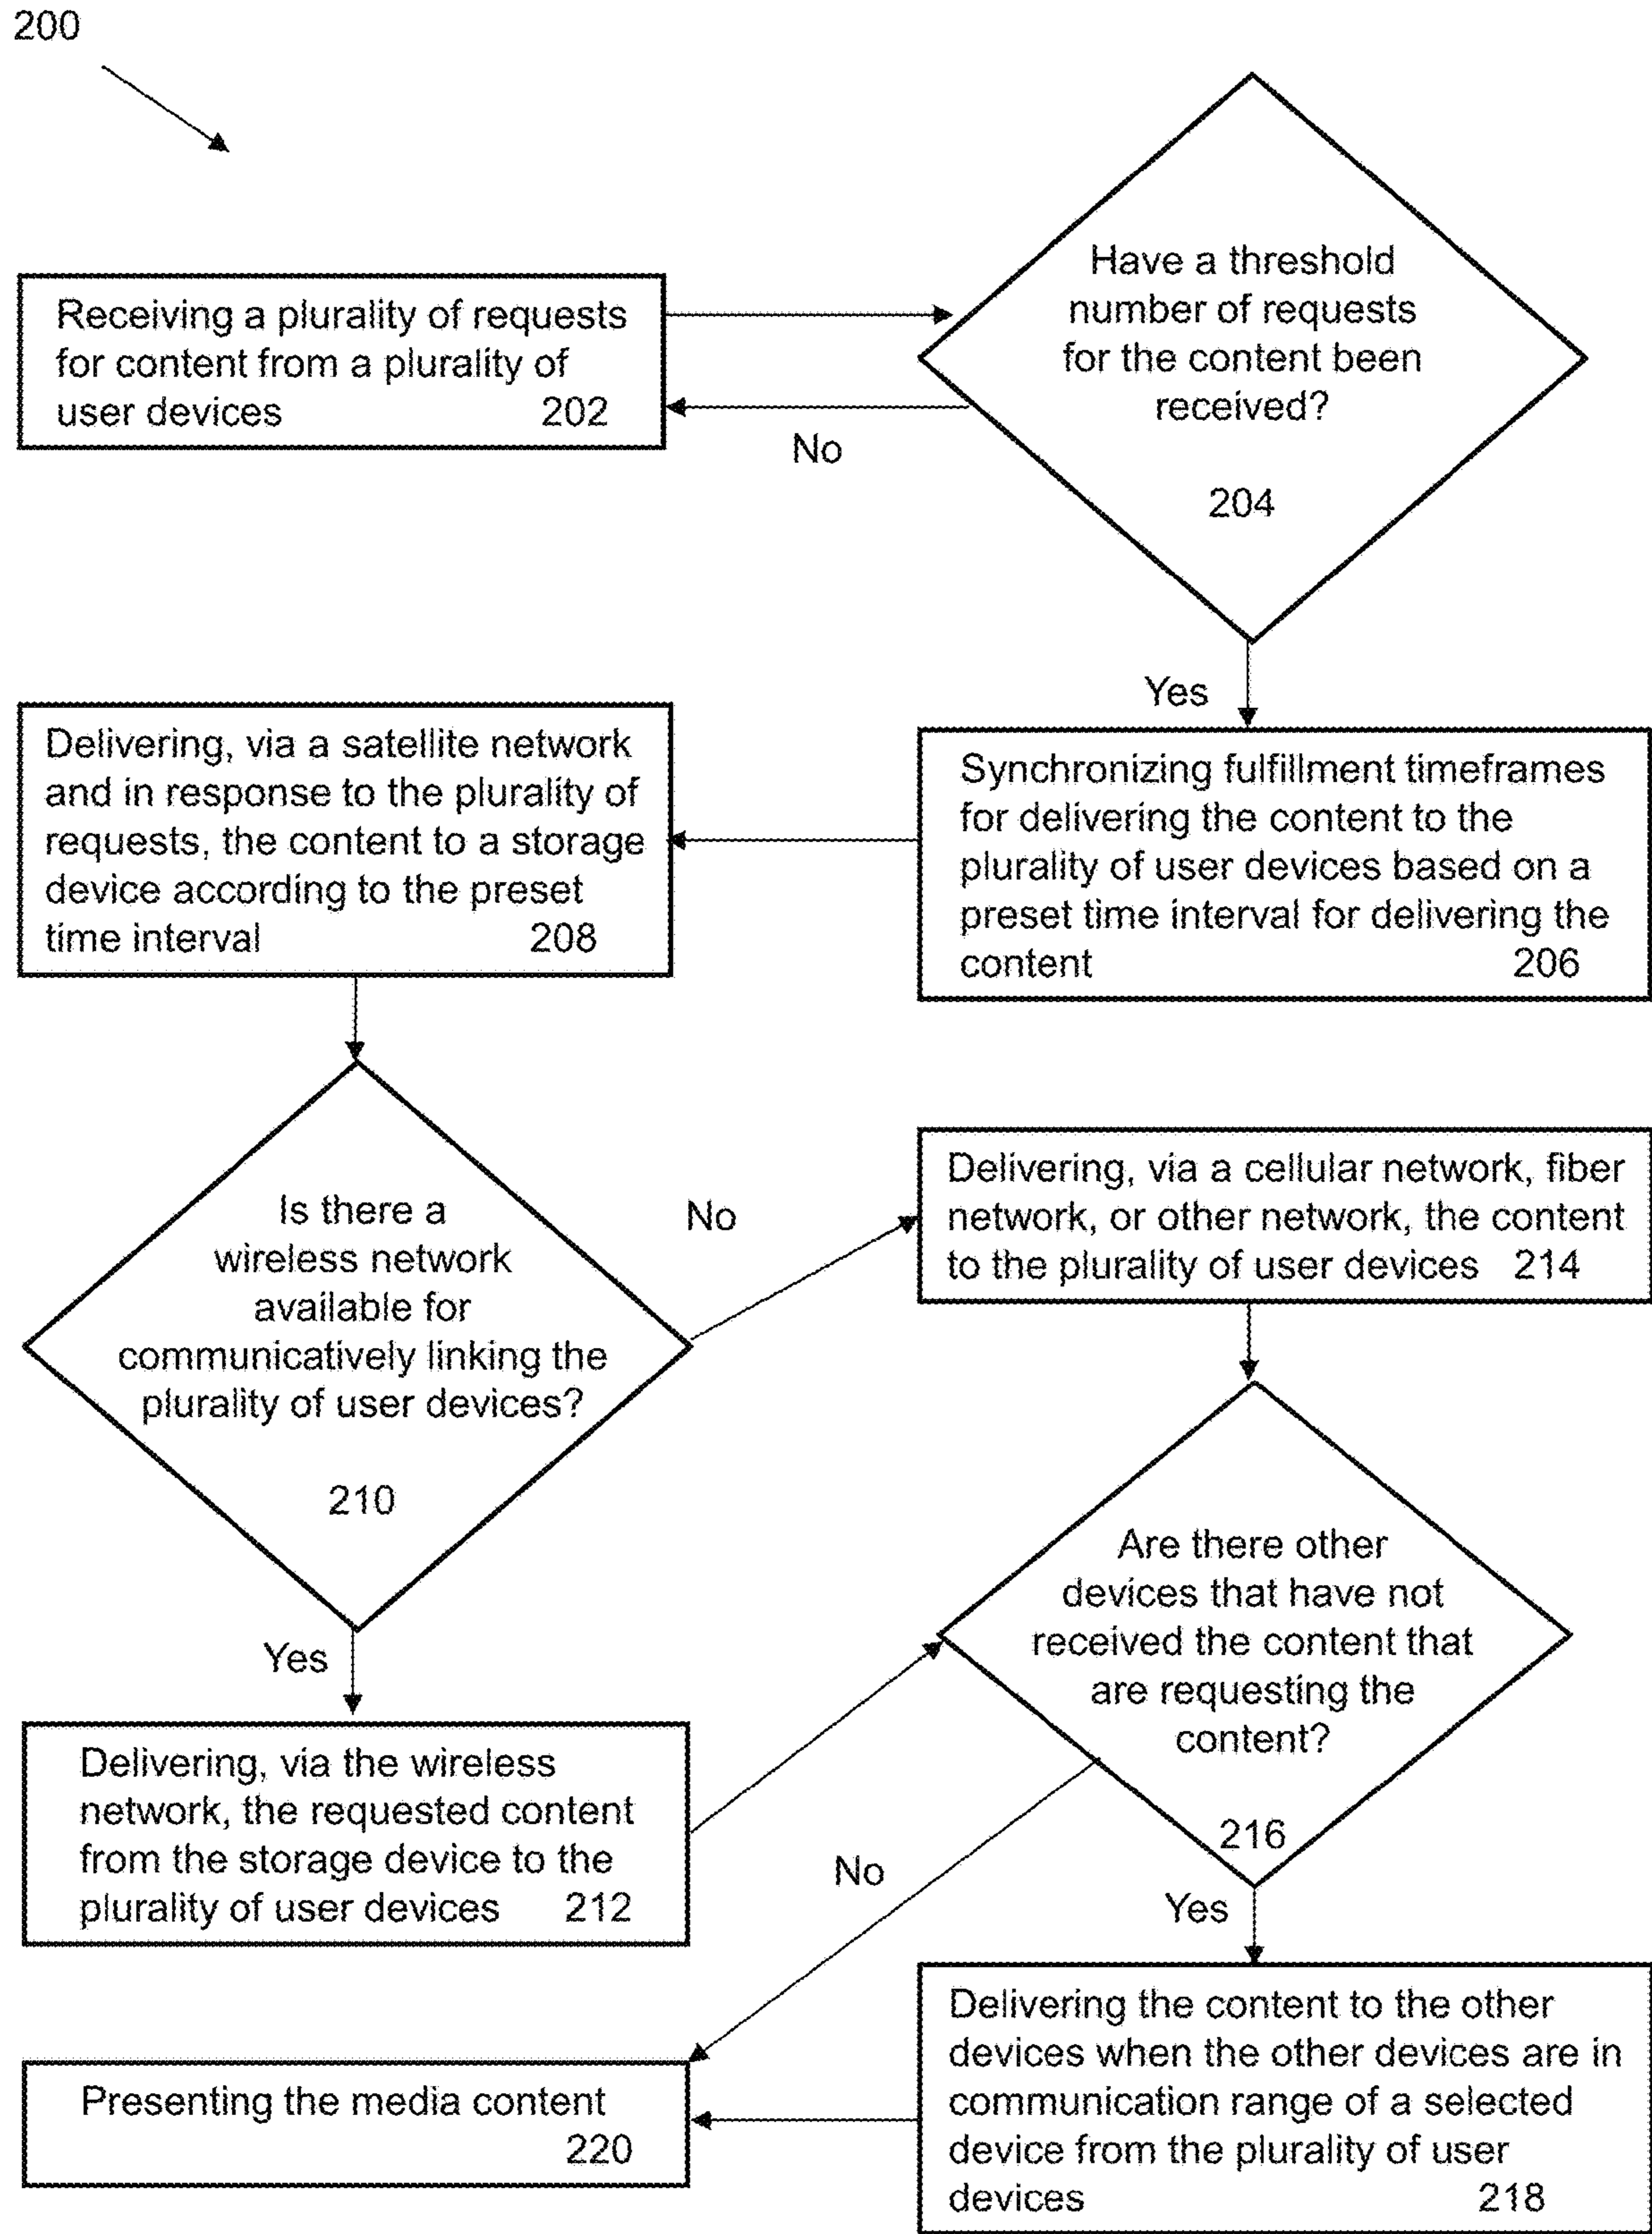 200
Receiving a plurality of requests
for content from a plurality of
user devices 202
Have a threshold
number of requests
for the content been
received?
204
No
Yes
Synchronizing fulfillment timeframes
for delivering the content to the
plurality of user devices based on a
preset time interval for delivering the
content 206
Delivering, via a satellite network
and in response to the plurality of
requests, the content to a storage
device according to the preset
time interval 208
Is there a
wireless network
available for
communicatively linking the
plurality of user devices?
210
No
Yes
Delivering, via a cellular network, fiber
network, or other network, the content
to the plurality of user devices 214
Delivering, via the wireless
network, the requested content
from the storage device to the
plurality of user devices 212
Are there other
devices that have not
received the content that
are requesting the
content?
216
No
Yes
Delivering the content to the other
devices when the other devices are in
communication range of a selected
device from the plurality of user
devices 218
Presenting the media content
220